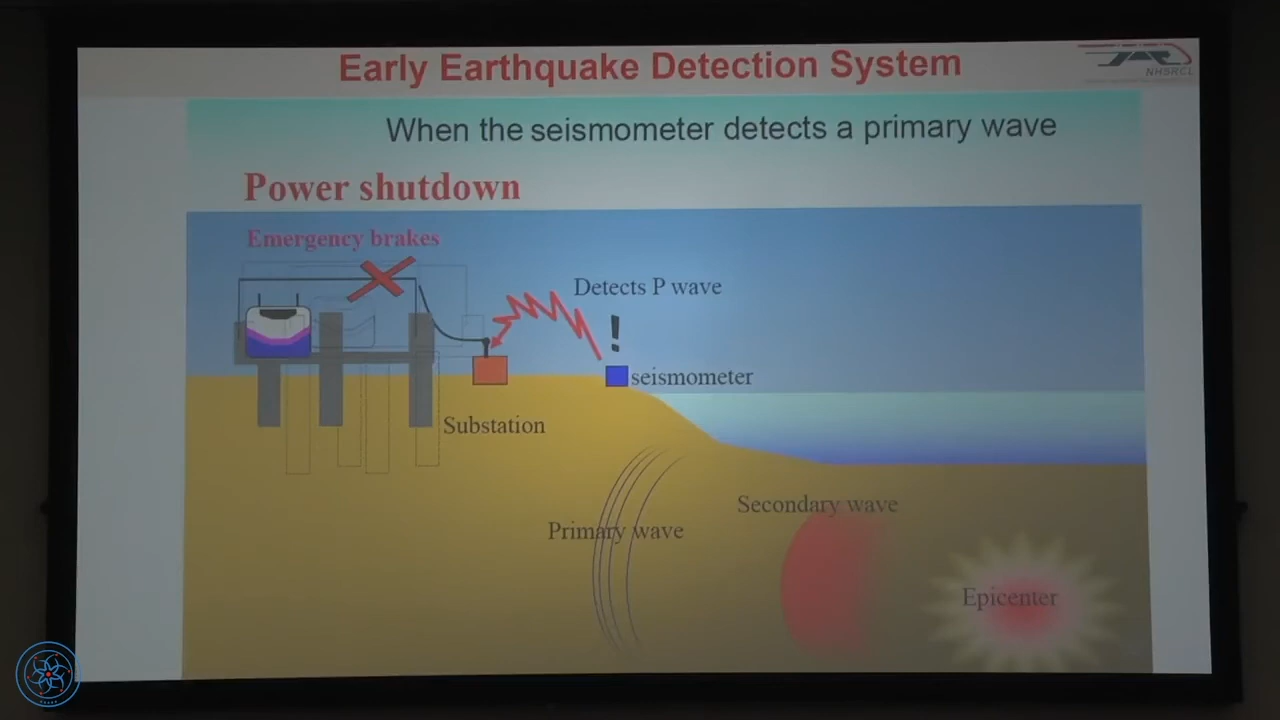 Early Earthquake Detection System
NHSRCL
When the seismometer detects a primary wave
Power shutdown
Emergency brakes
Detects P wave
!
seismometer
Substation
Secondary wave
Primary wave
Epicenter